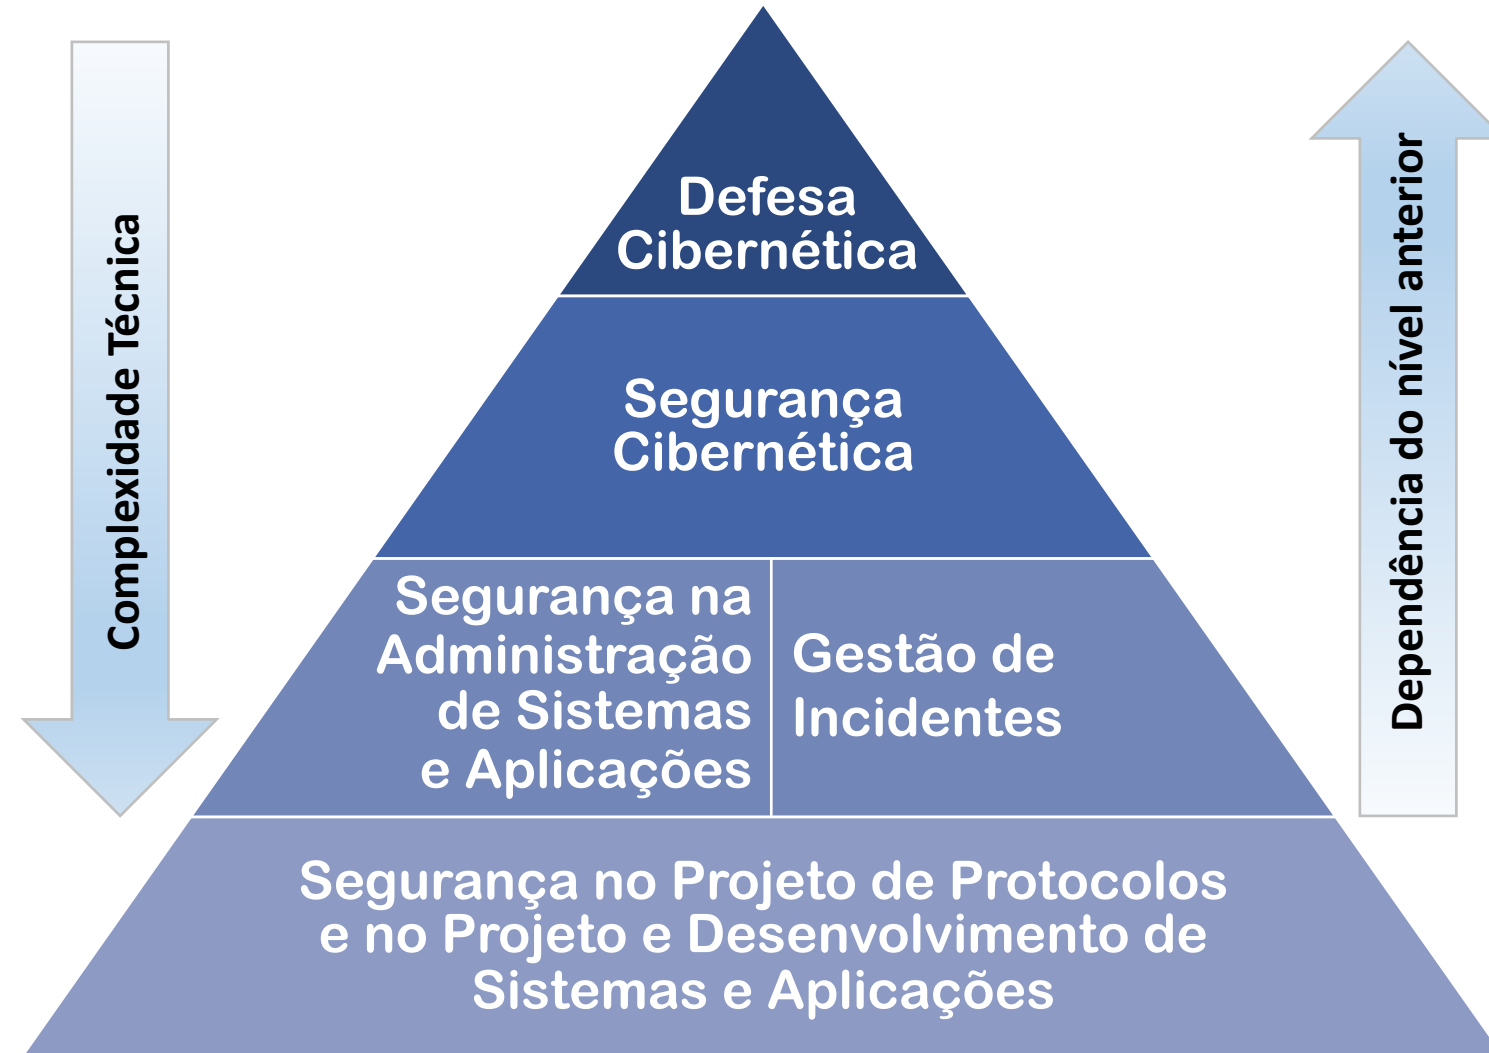 Defesa
Cibernética
Segurança
Cibernética
Segurança na
Administração
de Sistemas
e Aplicações
Gestão de
Incidentes
Segurança no Projeto de Protocolos
e no Projeto e Desenvolvimento de
Sistemas e Aplicações
Complexidade Técnica
Dependência do nível anterior